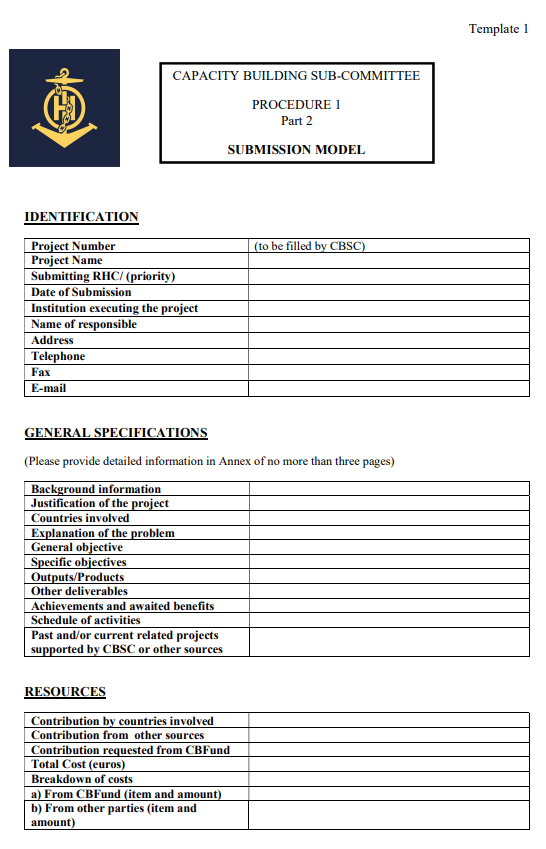 Template 1
CAPACITY BUILDING SUB-COMMITTEE
PROCEDURE 1
Part 2
SUBMISSION MODEL
IDENTIFICATION
Project Number (to be filled by CBSC)
Project Name
Submitting RHC/ (priority)
Date of Submission
Institution executing the project
Name of responsible
Address
Telephone
Fax
E-mail
GENERAL SPECIFICATIONS
(Please provide detailed information in Annex of no more than three pages)
Background information
Justification of the project
Countries involved
Explanation of the problem
General objective
Specific objectives
Outputs/Products
Other deliverables
Achievements and awaited benefits
Schedule of activities
Past and/or current related projects
supported by CBSC or other sources
RESOURCES
Contribution by countries involved
Contribution from other sources
Contribution requested from CBFund
Total Cost (euros)
Breakdown of costs
a) From CBFund (item and amount)
b) From other parties (item and
amount)